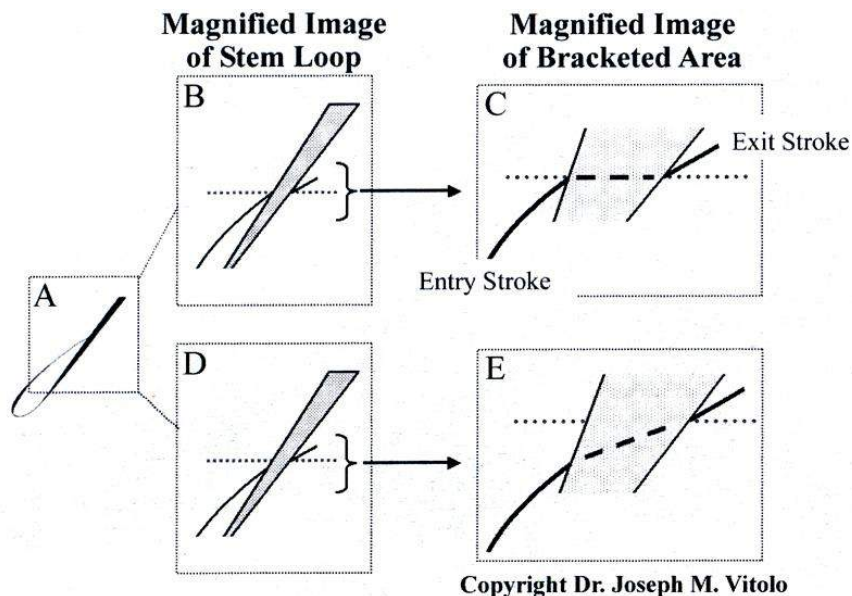 Magnified Image
of Stem Loop
Magnified Image
of Bracketed Area
B
C
Exit Stroke
Entry Stroke
A
D
E
Copyright Dr. Joseph M. Vitolo